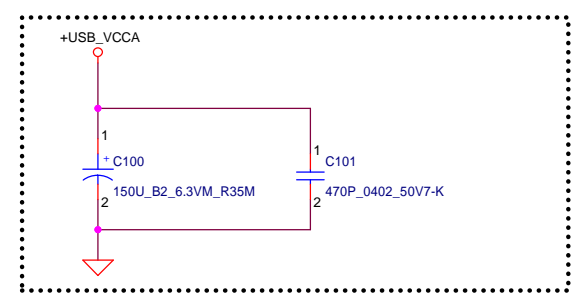 +USB_VCCA
1
1
+ C100
C101
150U_B2_6.3VM_R35M
470P_0402_50V7-K
2
2